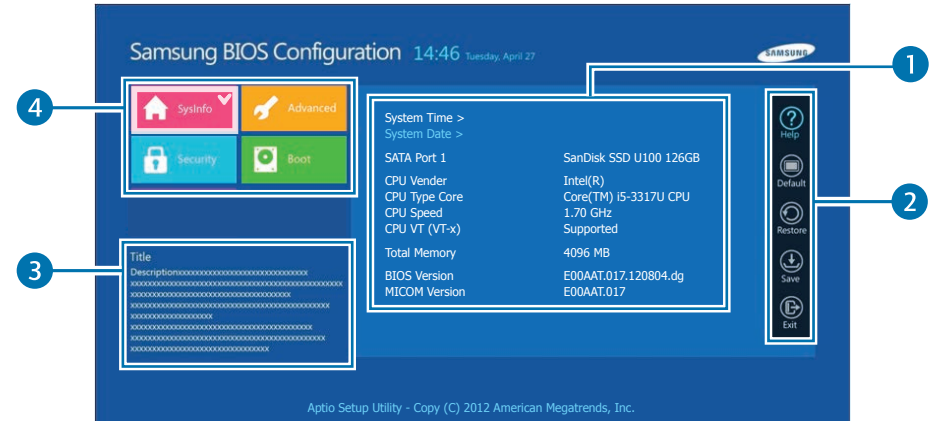 Samsung BIOS Configuration 14:46 Tuesday, April 27
SAMSUNG
1
4
SysInfo
Advanced
Security
Boot
System Time >
System Date >
SATA Port 1 SanDisk SSD U100 126GB
CPU Vender Intel(R)
CPU Type Core Core(TM) i5-3317U CPU
CPU Speed 1.70 GHz
CPU VT (VT-x) Supported
Total Memory 4096 MB
BIOS Version E00AAT.017.120804.dg
MICOM Version E00AAT.017
Help
Default
2
Restore
Save
Exit
3
Title
Aptio Setup Utility - Copy (C) 2012 American Megatrends, Inc.